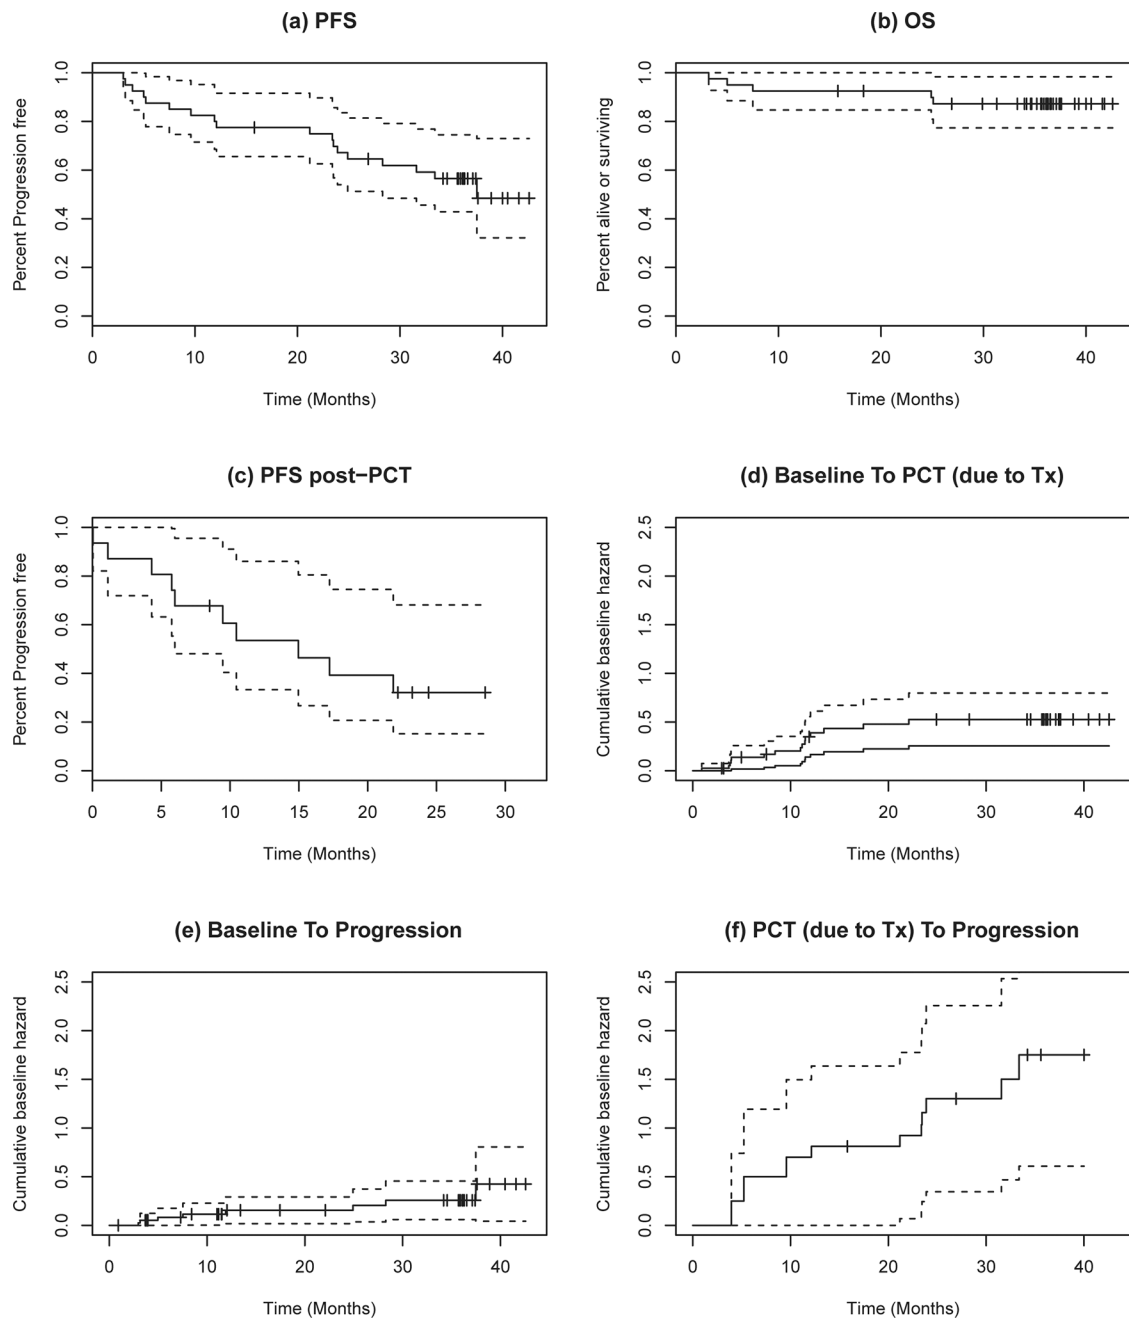 (a) PFS
Percent Progression free
0.0 0.2 0.4 0.6 0.8 1.0
0 10 20 30 40
Time (Months)
(b) OS
Percent alive or surviving
0.0 0.2 0.4 0.6 0.8 1.0
0 10 20 30 40
Time (Months)
(c) PFS post−PCT
Percent Progression free
0.0 0.2 0.4 0.6 0.8 1.0
0 5 10 15 20 25 30
Time (Months)
(d) Baseline To PCT (due to Tx)
Cumulative baseline hazard
0.0 0.5 1.0 1.5 2.0 2.5
0 10 20 30 40
Time (Months)
(e) Baseline To Progression
Cumulative baseline hazard
0.0 0.5 1.0 1.5 2.0 2.5
0 10 20 30 40
Time (Months)
(f) PCT (due to Tx) To Progression
Cumulative baseline hazard
0.0 0.5 1.0 1.5 2.0 2.5
0 10 20 30 40
Time (Months)